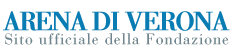 ARENA DI VERONA
Sito ufficiale della Fondazione